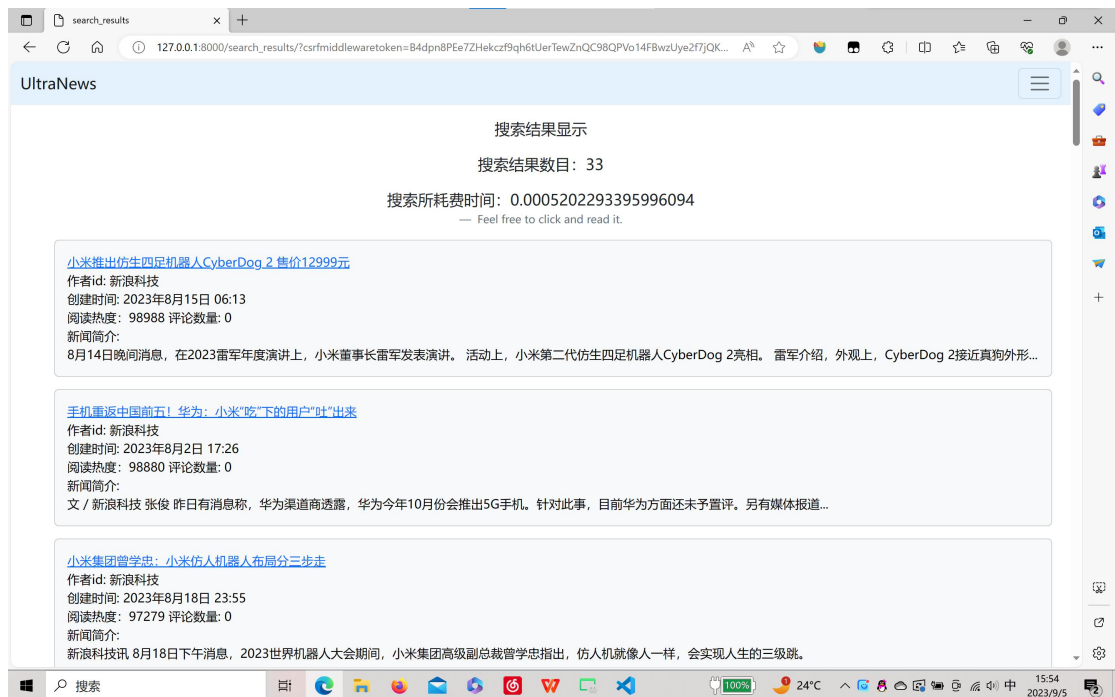 search_results
127.0.0.1:8000/search_results/?csrfmiddlewaretoken=B4dpn8PEe7ZHekczf9qh6tUerTewZnQC98QPVo14FBwzUye2f7jQK...
UltraNews
搜索结果显示
搜索结果数目：33
搜索所耗费时间：0.0005202293395996094
— Feel free to click and read it.
小米推出仿生四足机器人CyberDog 2 售价12999元
作者id: 新浪科技
创建时间: 2023年8月15日 06:13
阅读热度：98988 评论数量: 0
新闻简介:
8月14日晚间消息，在2023雷军年度演讲上，小米董事长雷军发表演讲。 活动上，小米第二代仿生四足机器人CyberDog 2亮相。 雷军介绍，外观上，CyberDog 2接近真狗外形...
手机重返中国前五！华为：小米“吃”下的用户“吐”出来
作者id: 新浪科技
创建时间: 2023年8月2日 17:26
阅读热度：98880 评论数量: 0
新闻简介:
文 / 新浪科技 张俊 昨日有消息称，华为渠道商透露，华为今年10月份会推出5G手机。针对此事，目前华为方面还未予置评。另有媒体报道...
小米集团曾学忠：小米仿人机器人布局分三步走
作者id: 新浪科技
创建时间: 2023年8月18日 23:55
阅读热度：97279 评论数量: 0
新闻简介:
新浪科技讯 8月18日下午消息，2023世界机器人大会期间，小米集团高级副总裁曾学忠指出，仿人机就像人一样，会实现人生的三级跳。
搜索
100%
24°C
中
15:54
2023/9/5
2